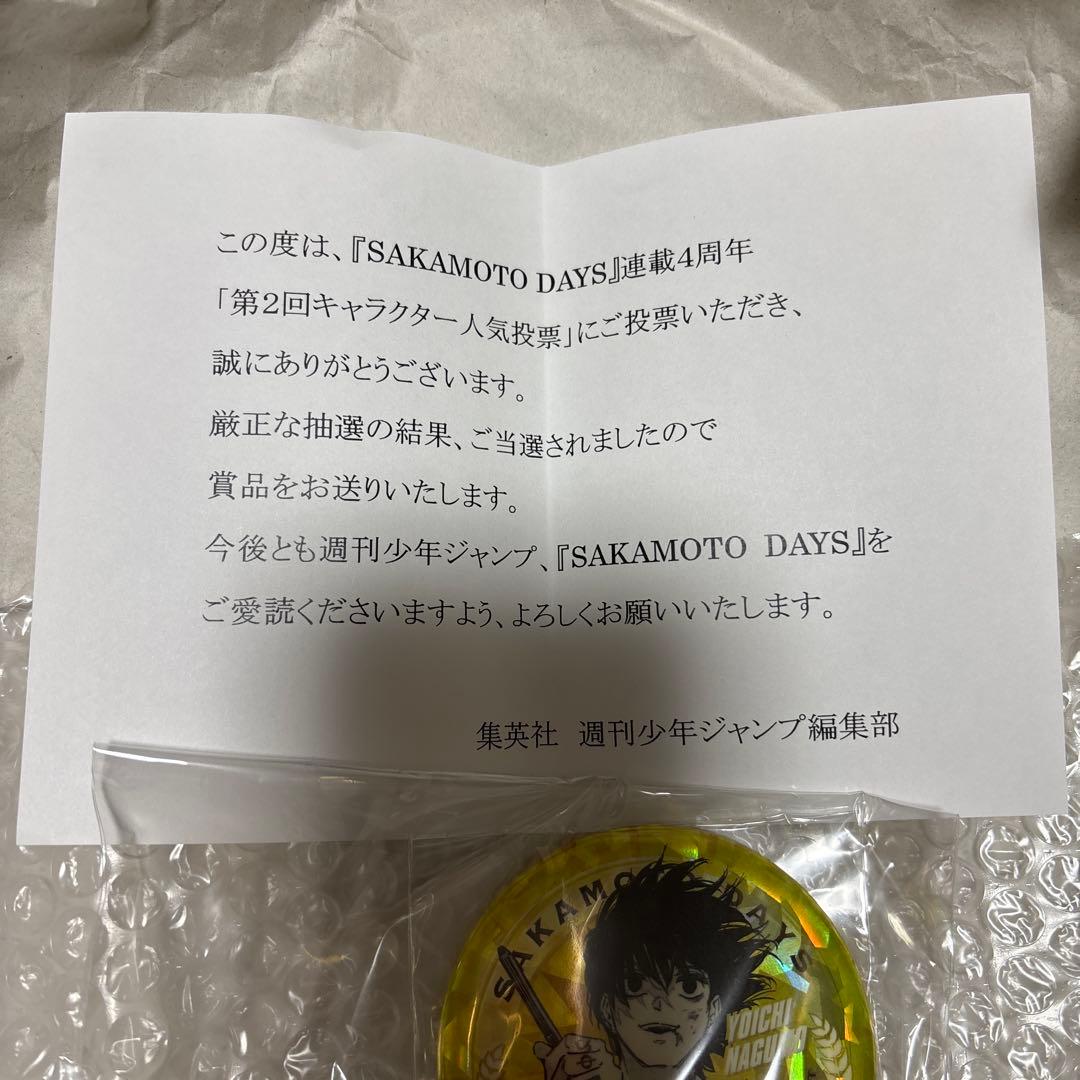 この度は、『SAKAMOTO DAYS』連載4周年
「第2回キャラクター人気投票」にご投票いただき、
誠にありがとうございます。
厳正な抽選の結果、ご当選されましたので
賞品をお送りいたします。
今後とも週刊少年ジャンプ、『SAKAMOTO DAYS』を
ご愛読くださいますよう、よろしくお願いいたします。
集英社 週刊少年ジャンプ編集部
SAKAMOTO DAYS
YOICHI